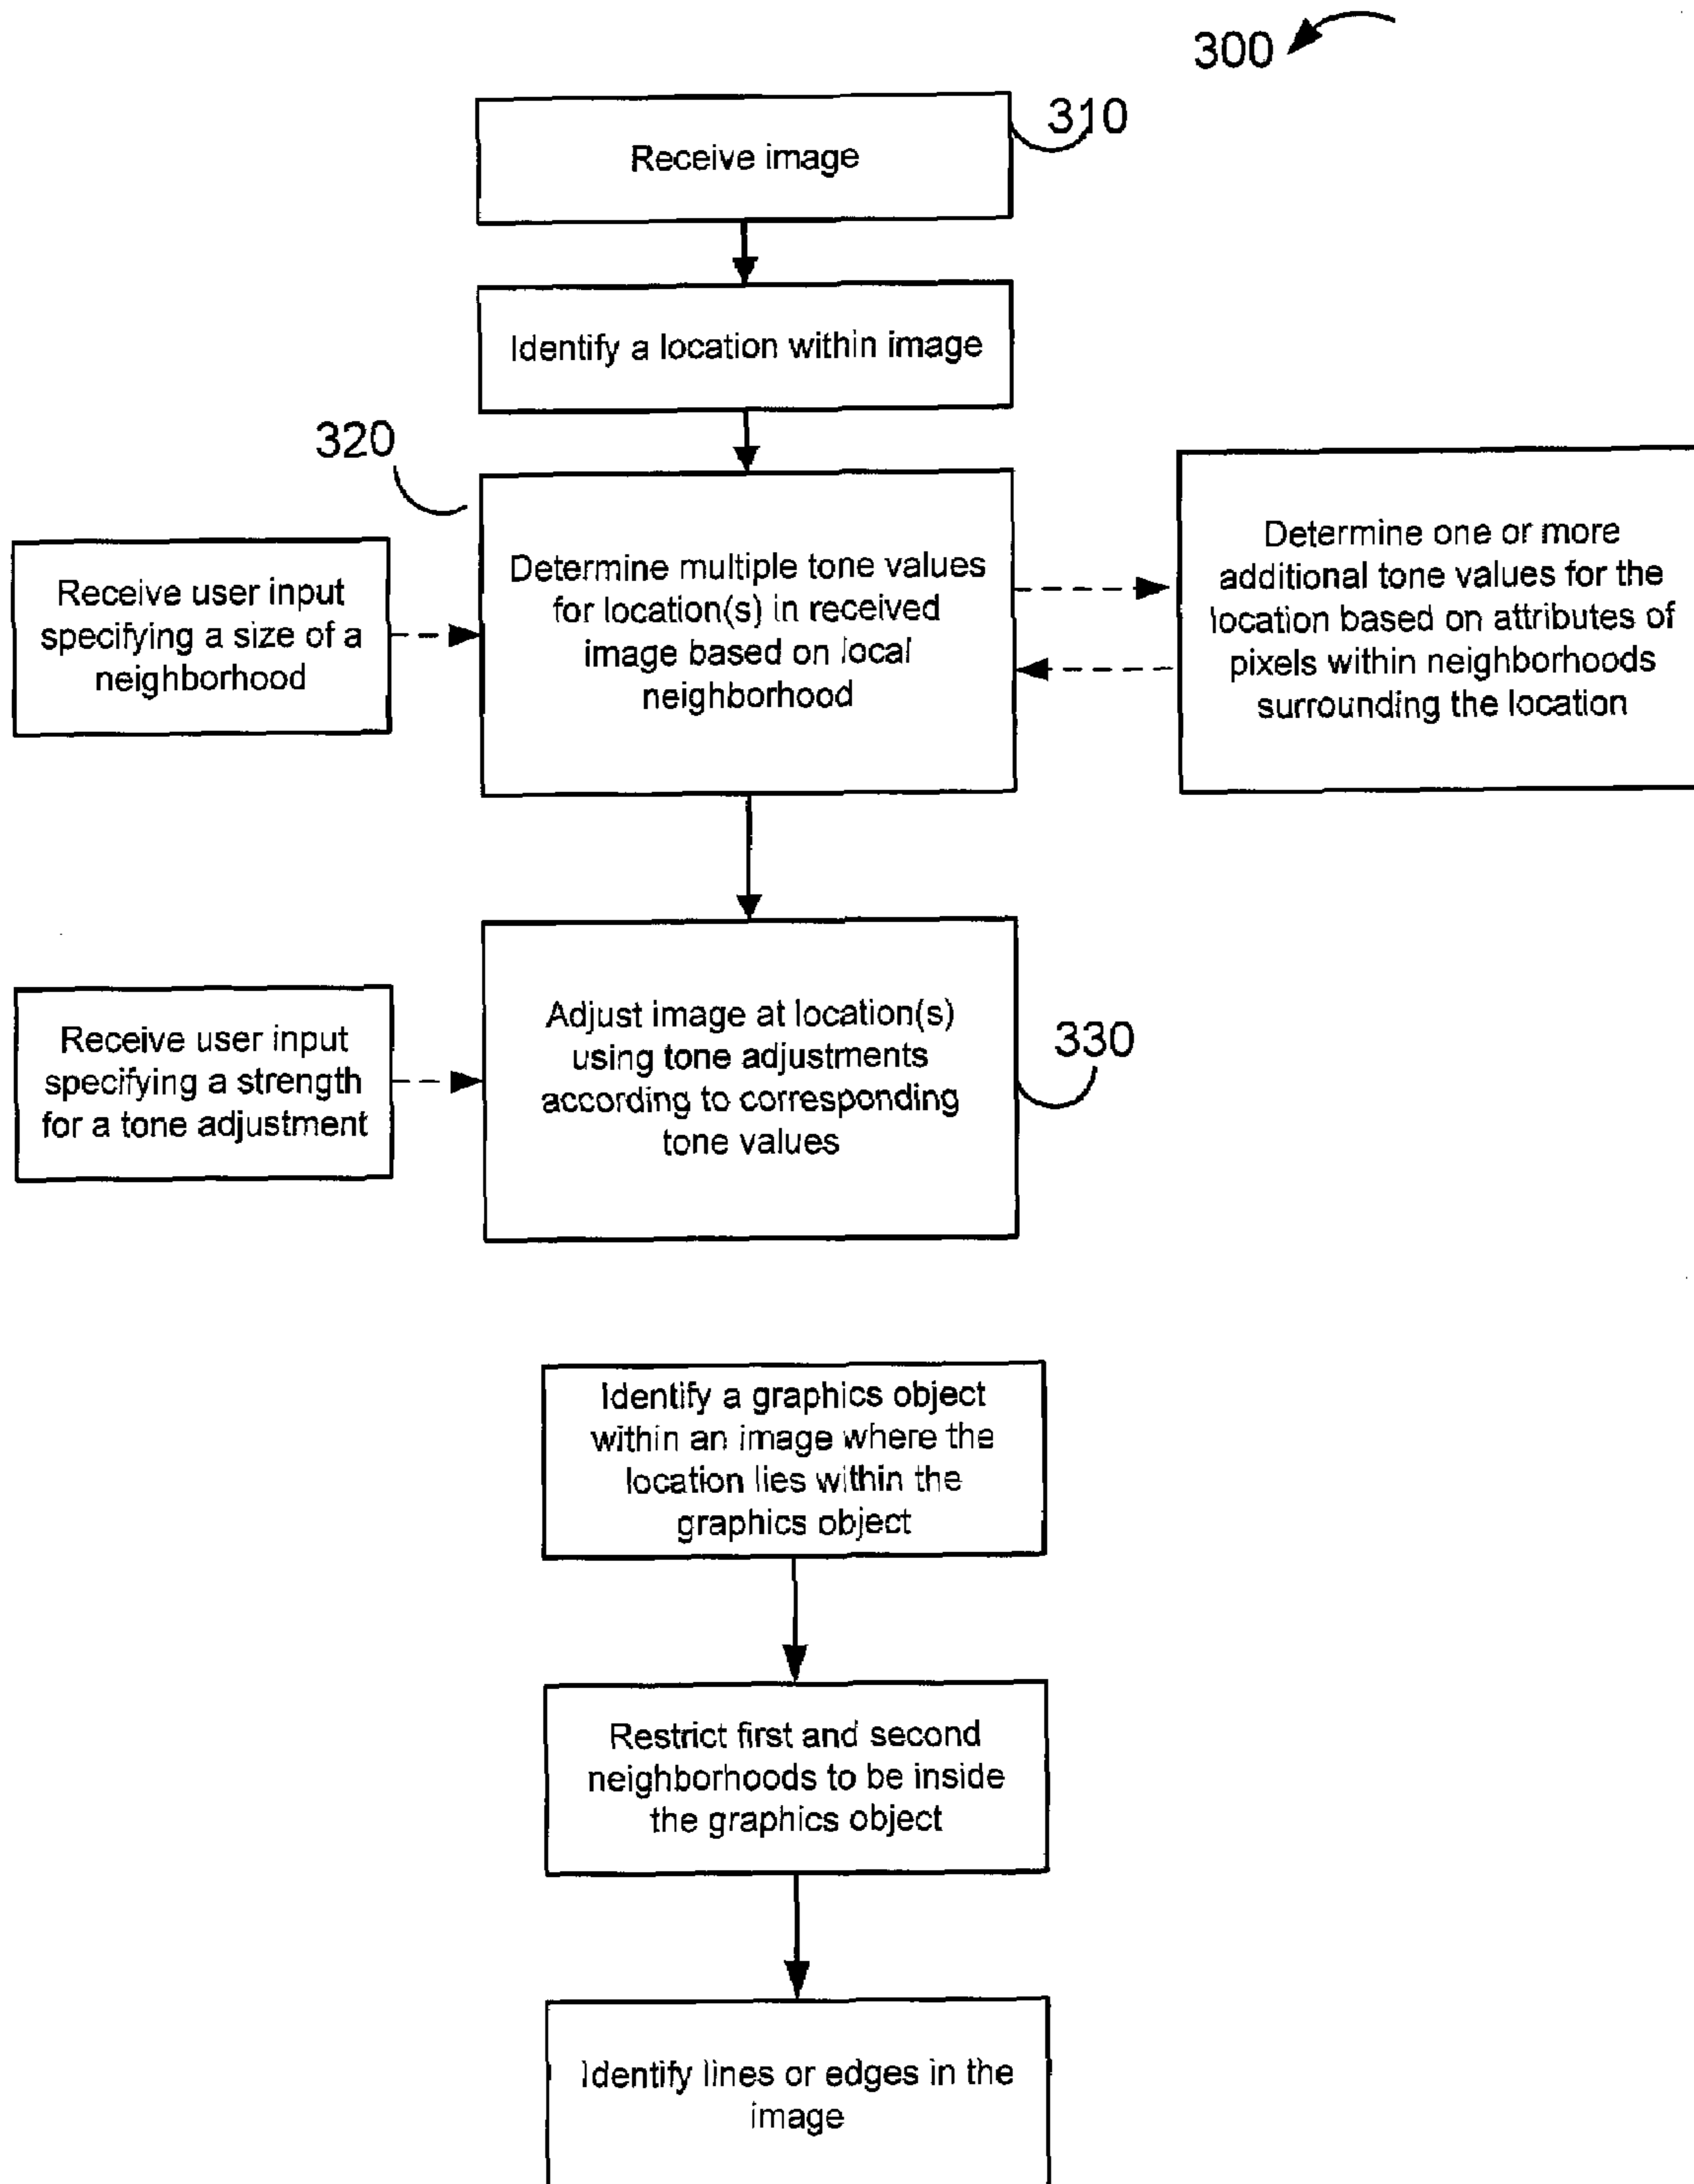 300
310
Receive image
Identify a location within image
320
Receive user input
specifying a size of a
neighborhood
Determine multiple tone values
for location(s) in received
image based on local
neighborhood
Determine one or more
additional tone values for the
location based on attributes of
pixels within neighborhoods
surrounding the location
Receive user input
specifying a strength
for a tone adjustment
Adjust image at location(s)
using tone adjustments
according to corresponding
tone values
330
Identify a graphics object
within an image where the
location lies within the
graphics object
Restrict first and second
neighborhoods to be inside
the graphics object
Identify lines or edges in the
image